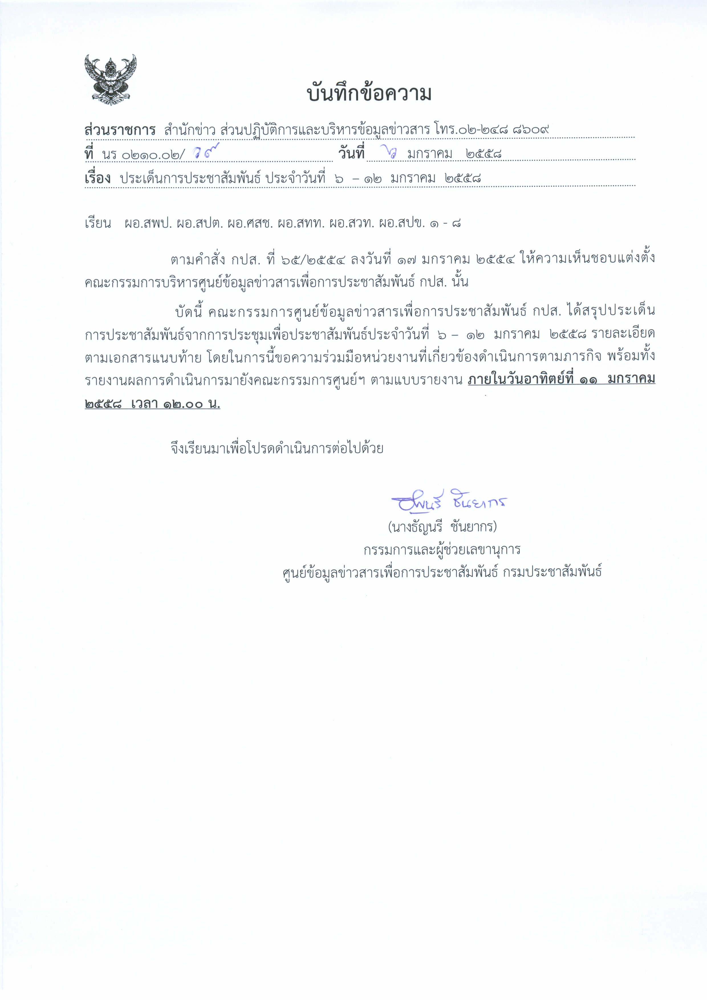 บันทึกข้อความ
ส่วนราชการ สำนักข่าว ส่วนปฏิบัติการและบริหารข้อมูลข่าวสาร โทร.๐๒-๒๔๘ ๘๖๐๙
ที่ นร ๐๒๑๐.๐๒/ ว๙ วันที่ ๖ มกราคม ๒๕๕๘
เรื่อง ประเด็นการประชาสัมพันธ์ ประจำวันที่ ๖ – ๑๒ มกราคม ๒๕๕๘
เรียน ผอ.สพป. ผอ.สปต. ผอ.ศสช. ผอ.สทท. ผอ.สวท. ผอ.สปข. ๑ - ๘
ตามคำสั่ง กปส. ที่ ๖๕/๒๕๕๔ ลงวันที่ ๑๗ มกราคม ๒๕๕๔ ให้ความเห็นชอบแต่งตั้ง
คณะกรรมการบริหารศูนย์ข้อมูลข่าวสารเพื่อการประชาสัมพันธ์ กปส. นั้น
บัดนี้ คณะกรรมการศูนย์ข้อมูลข่าวสารเพื่อการประชาสัมพันธ์ กปส. ได้สรุปประเด็น
การประชาสัมพันธ์จากการประชุมเพื่อประชาสัมพันธ์ประจำวันที่ ๖ – ๑๒ มกราคม ๒๕๕๘ รายละเอียด
ตามเอกสารแนบท้าย โดยในการนี้ขอความร่วมมือหน่วยงานที่เกี่ยวข้องดำเนินการตามภารกิจ พร้อมทั้ง
รายงานผลการดำเนินการมายังคณะกรรมการศูนย์ฯ ตามแบบรายงาน ภายในวันอาทิตย์ที่ ๑๑ มกราคม
๒๕๕๘ เวลา ๑๒.๐๐ น.
จึงเรียนมาเพื่อโปรดดำเนินการต่อไปด้วย
ชันยากร
(นางธัญนรี ชันยากร)
กรรมการและผู้ช่วยเลขานุการ
ศูนย์ข้อมูลข่าวสารเพื่อการประชาสัมพันธ์ กรมประชาสัมพันธ์